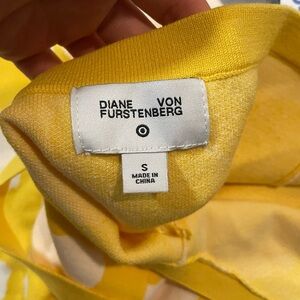 DIANE VON
FURSTENBERG
S
MADE IN
CHINA